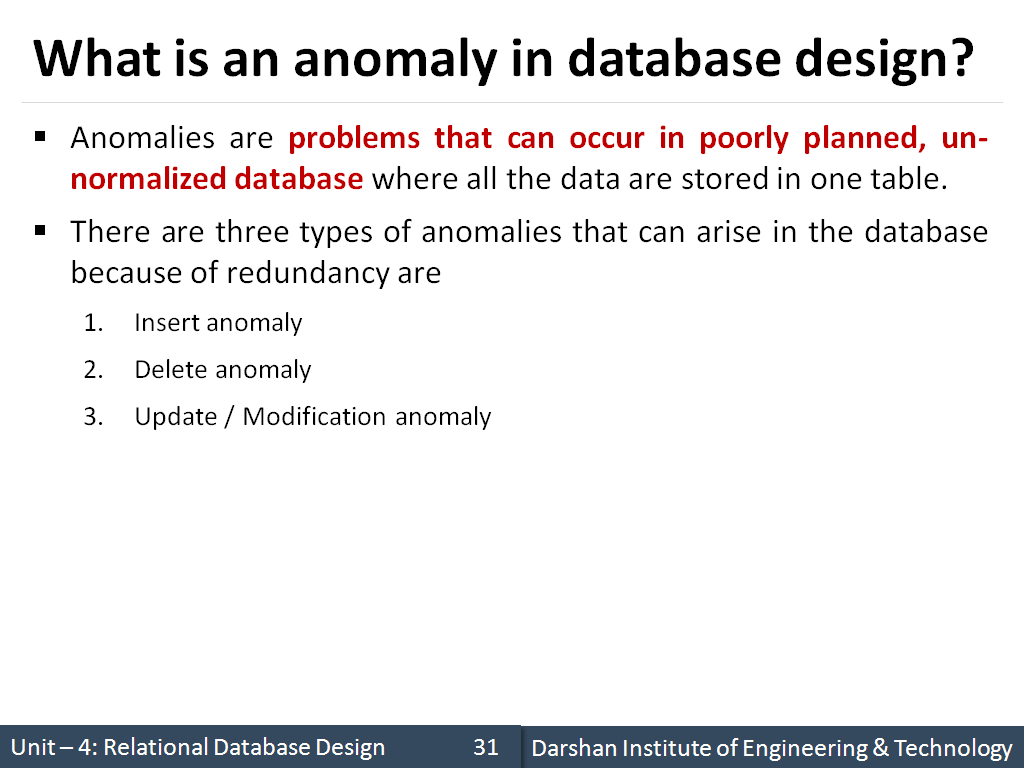 What is an anomaly in database design?
▪ Anomalies are problems that can occur in poorly planned, un-
normalized database where all the data are stored in one table.
▪ There are three types of anomalies that can arise in the database
because of redundancy are
1. Insert anomaly
2. Delete anomaly
3. Update / Modification anomaly
Unit – 4: Relational Database Design 31 Darshan Institute of Engineering & Technology